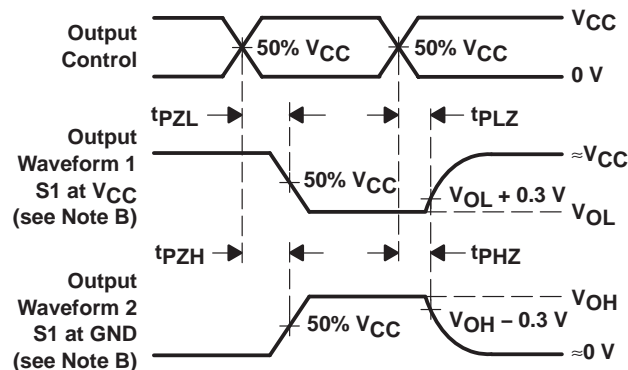 Output
Control
50% VCC
50% VCC
VCC
0 V
tPZL
tPLZ
Output
Waveform 1
S1 at VCC
(see Note B)
50% VCC
≈VCC
VOL + 0.3 V
VOL
tPZH
tPHZ
Output
Waveform 2
S1 at GND
(see Note B)
50% VCC
VOH
VOH − 0.3 V
≈0 V